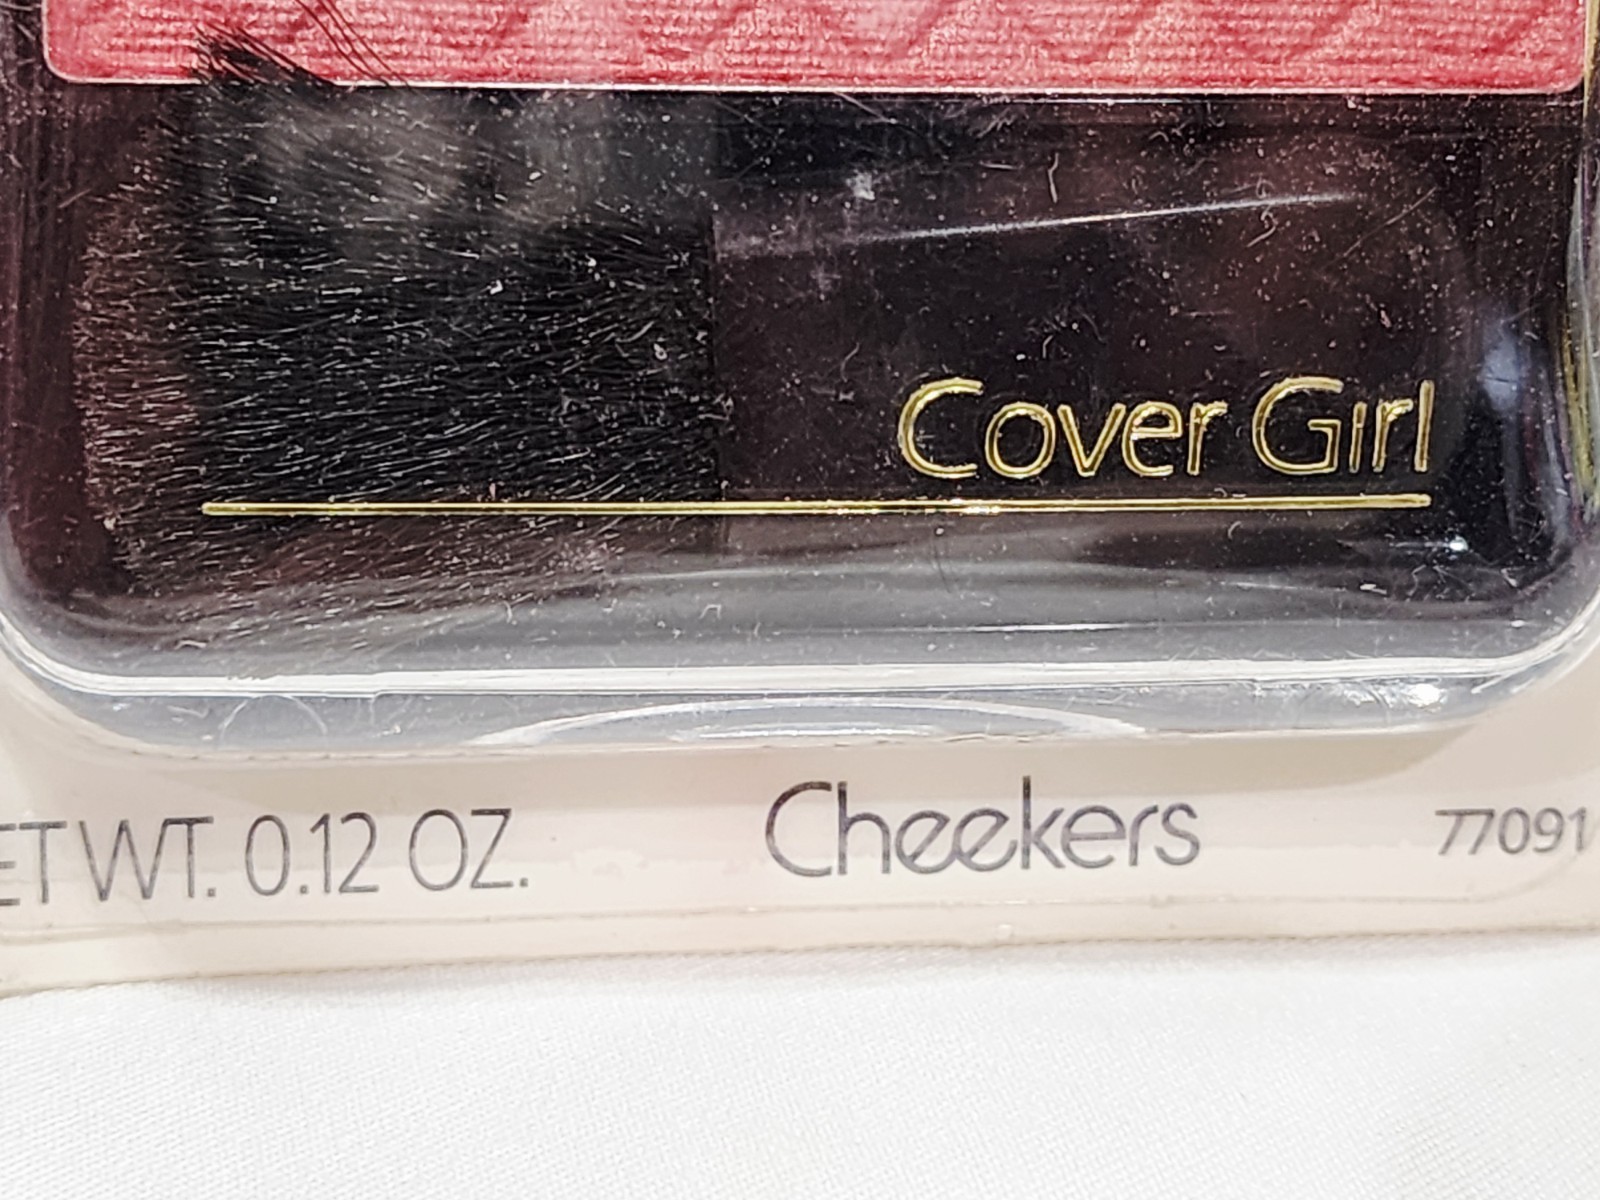 Cover Girl
ET WT. 0.12 OZ. Cheekers 77091